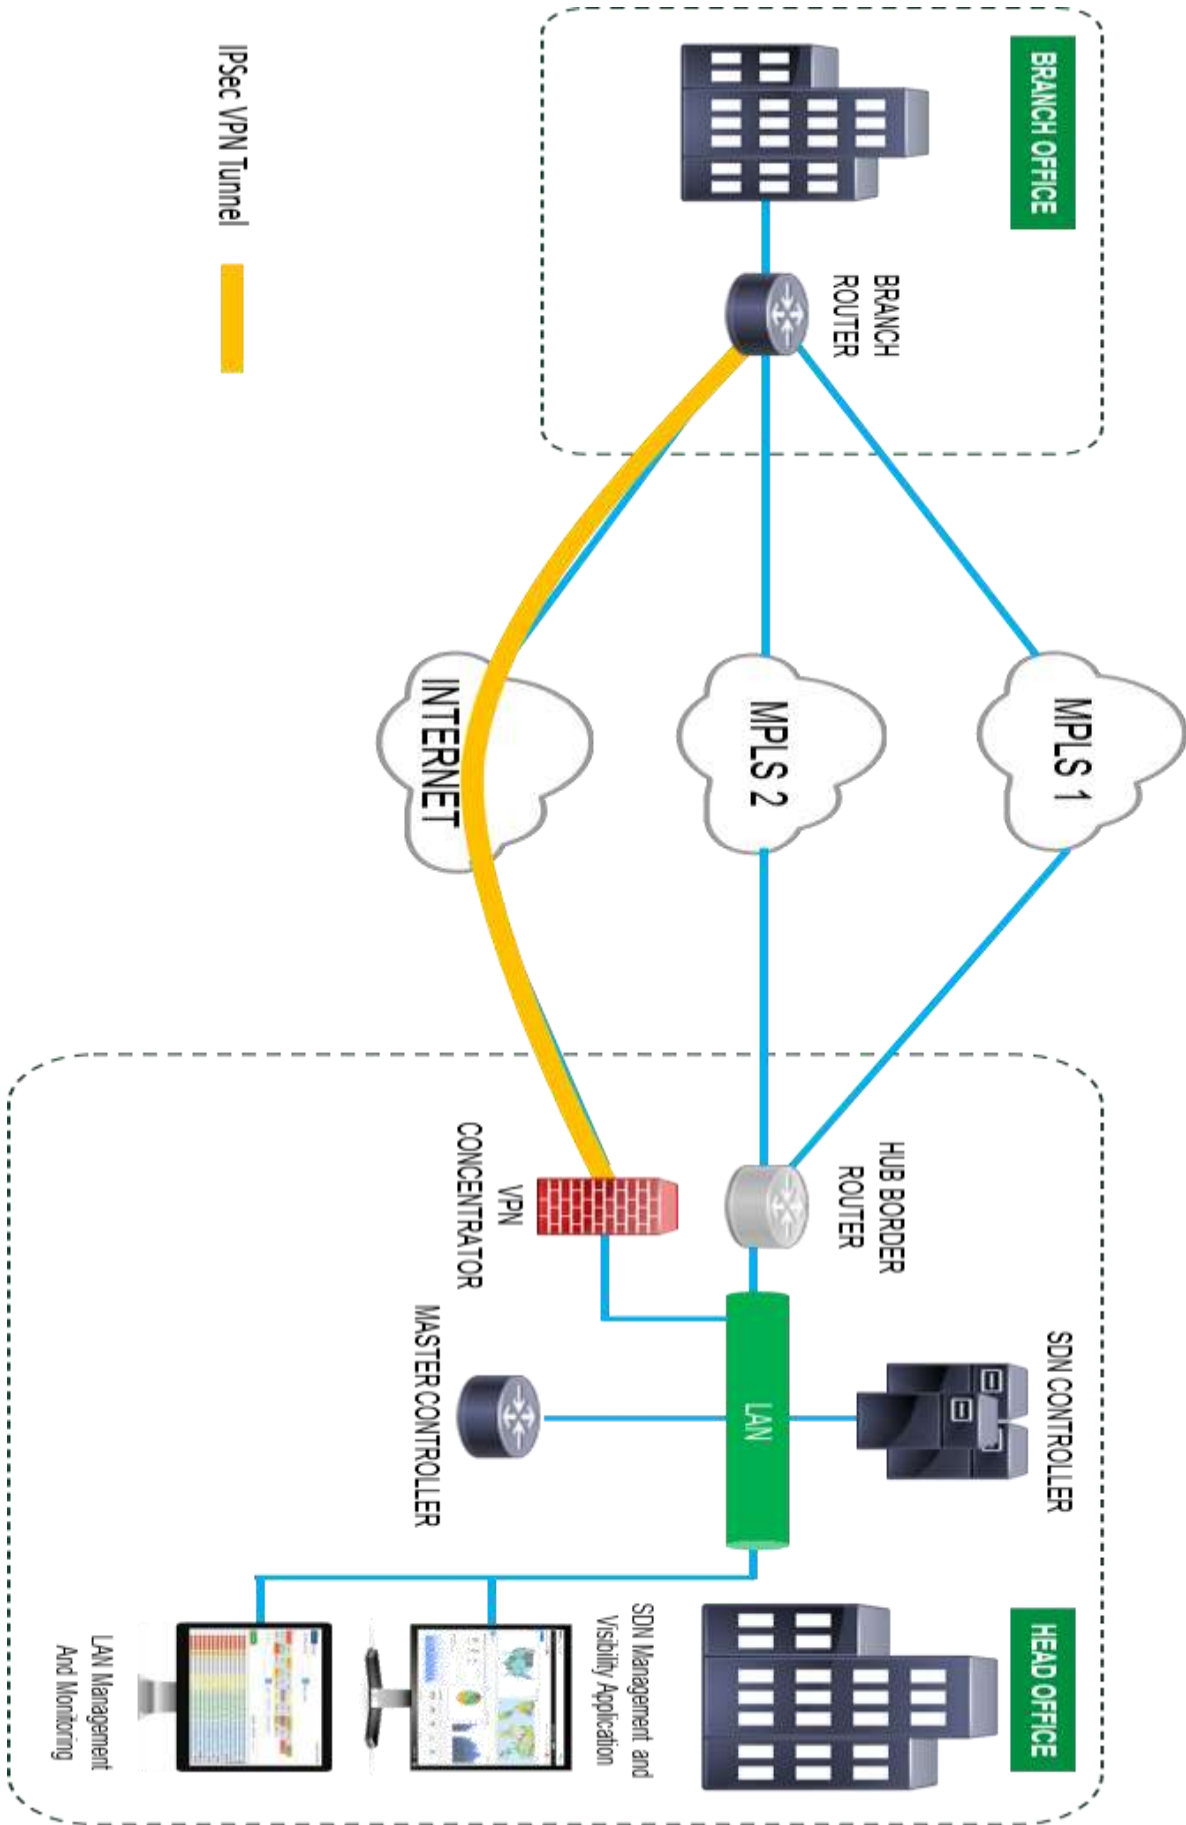 BRANCH OFFICE
BRANCH
ROUTER
MPLS 1
MPLS 2
INTERNET
HUB BORDER
ROUTER
VPN
CONCENTRATOR
SDN CONTROLLER
LAN
MASTER CONTROLLER
HEAD OFFICE
SDN Management and
Visibility Application
LAN Management
And Monitoring
IPSec VPN Tunnel